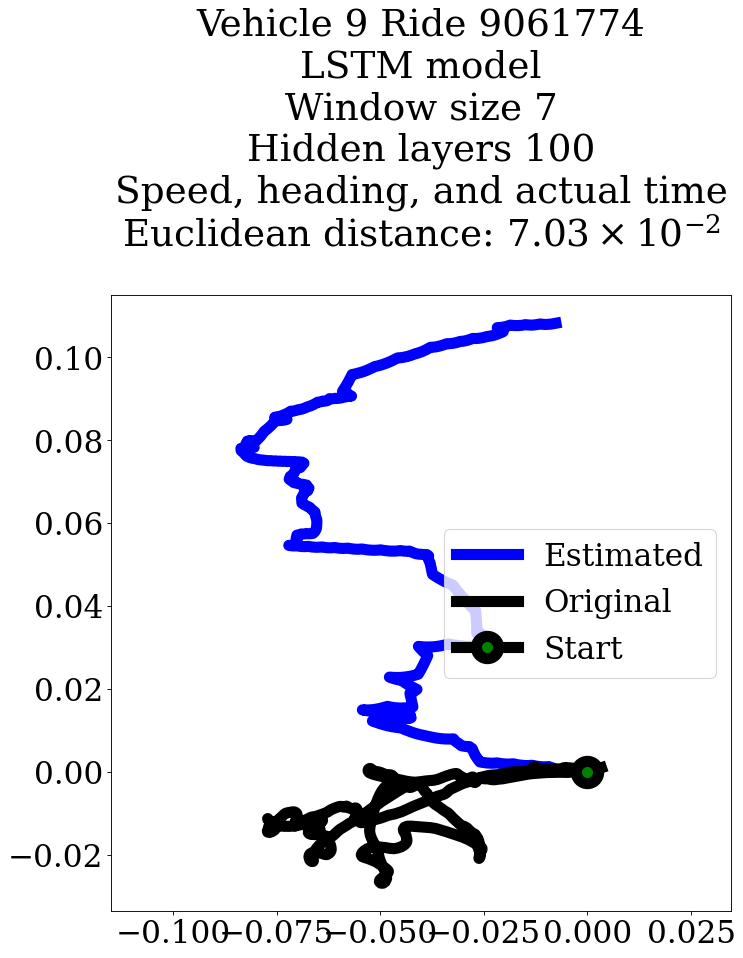 Vehicle 9 Ride 9061774
LSTM model
Window size 7
Hidden layers 100
Speed, heading, and actual time
Euclidean distance: 7.03 × 10⁻²
0.10
0.08
0.06
0.04
0.02
0.00
−0.02
Estimated
Original
Start
−0.100 −0.075 −0.050 −0.025 0.000 0.025